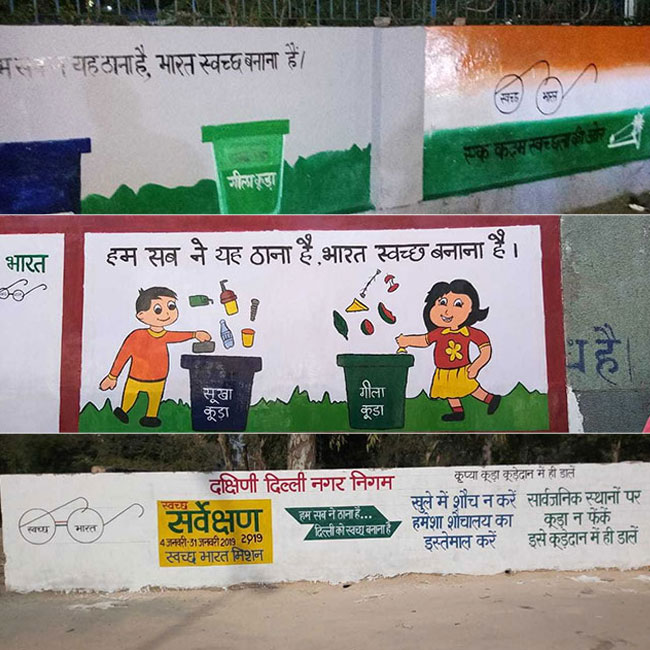 यह ठाना है, भारत स्वच्छ बनाना है।
गीला कूड़ा
स्वच्छ भारत
एक कदम स्वच्छता की ओर
भारत
हम सब ने यह ठाना है, भारत स्वच्छ बनाना है।
सूखा
कूड़ा
गीला
कूड़ा
है।
दक्षिणी दिल्ली नगर निगम
कूप्या कूड़ा कूड़ेदान में ही डालें
स्वच्छ भारत
स्वच्छ
सर्वेक्षण
4 जनवरी-31 जनवरी 2019 2019
स्वच्छ भारत मिशन
हम सब ने ठाना है...
दिल्ली को स्वच्छ बनाना है
खुले में शौच न करें
हमेशा शौचालय का
इस्तेमाल करें
सार्वजनिक स्थानों पर
कूड़ा न फेंकें
इसे कूड़ेदान में ही डालें